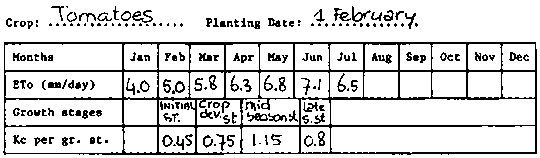 Crop: Tomatoes Planting Date: 1 February
Months Jan Feb Mar Apr May Jun Jul Aug Sep Oct Nov Dec
ETo (mm/day) 4.0 5.0 5.8 6.3 6.8 7.1 6.5
Growth stages INITIAL ST. Crop dev. st mid season st late s.st
Kc per gr. st. 0.45 0.75 1.15 0.8